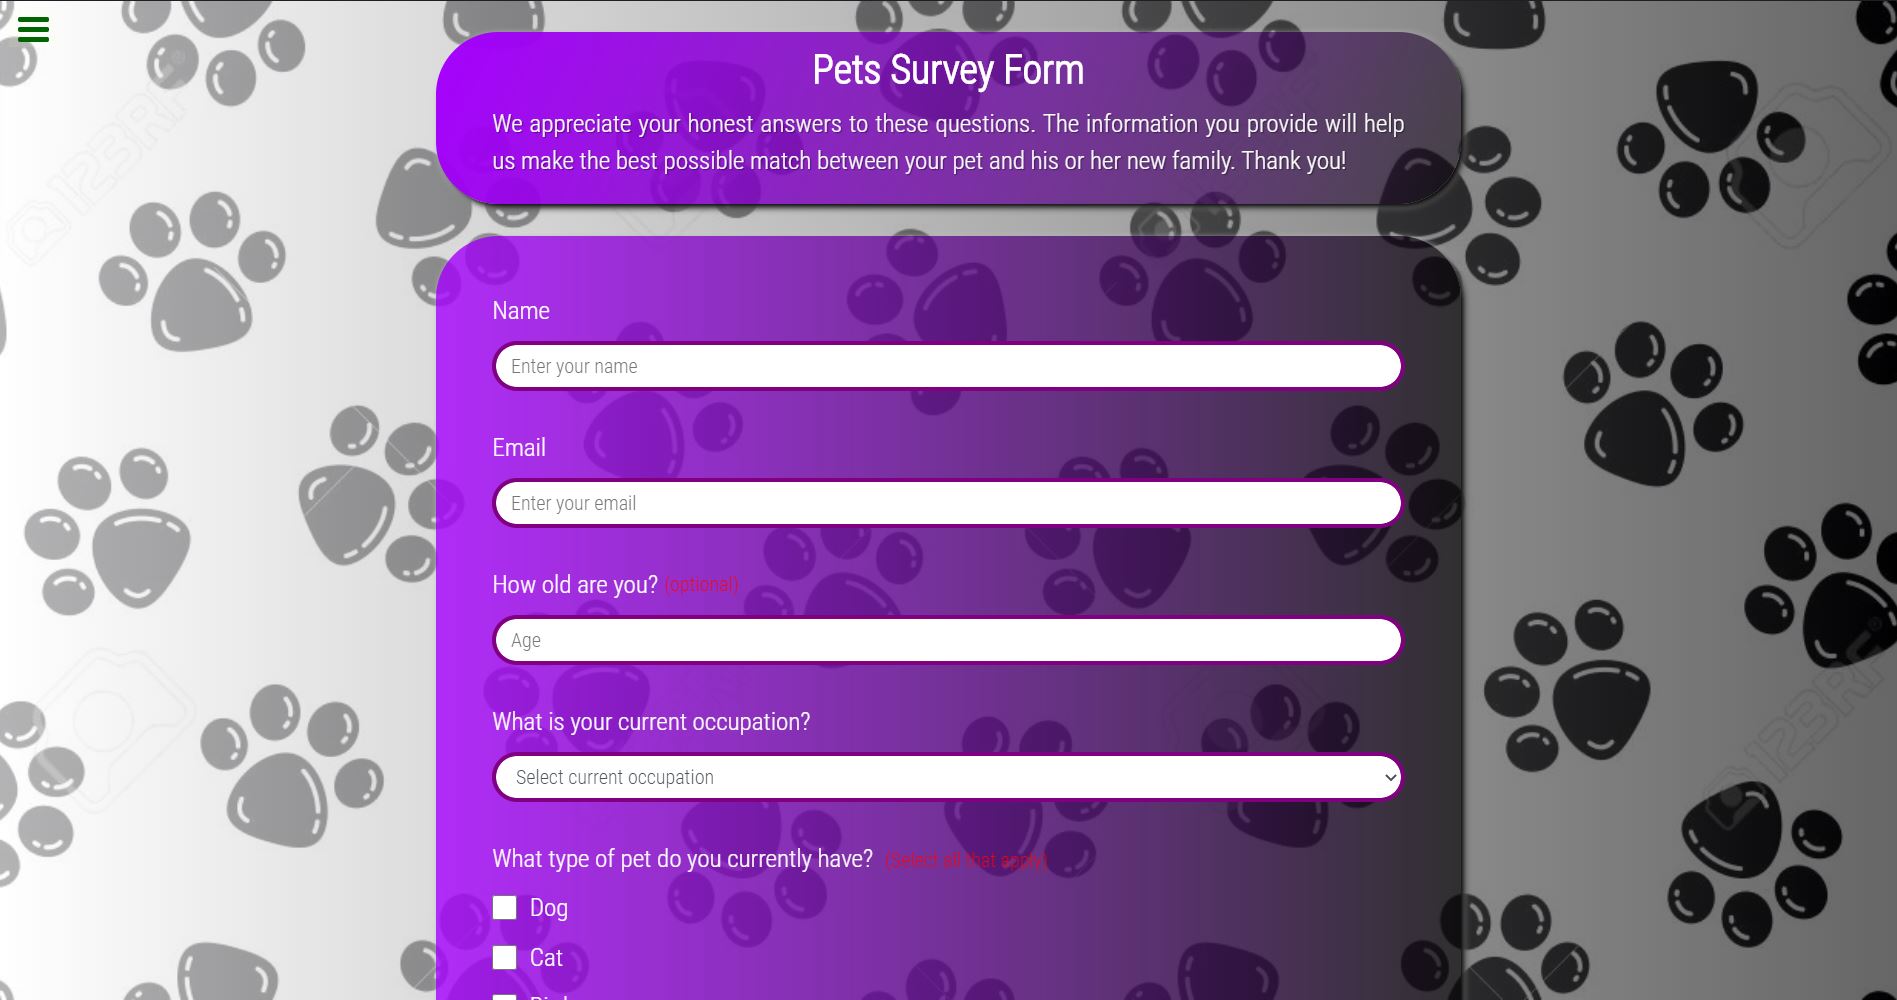 Pets Survey Form
We appreciate your honest answers to these questions. The information you provide will help
us make the best possible match between your pet and his or her new family. Thank you!
Name
Enter your name
Email
Enter your email
How old are you? (optional)
Age
What is your current occupation?
Select current occupation
What type of pet do you currently have? (Select all that apply)
Dog
Cat
123RF
123RF